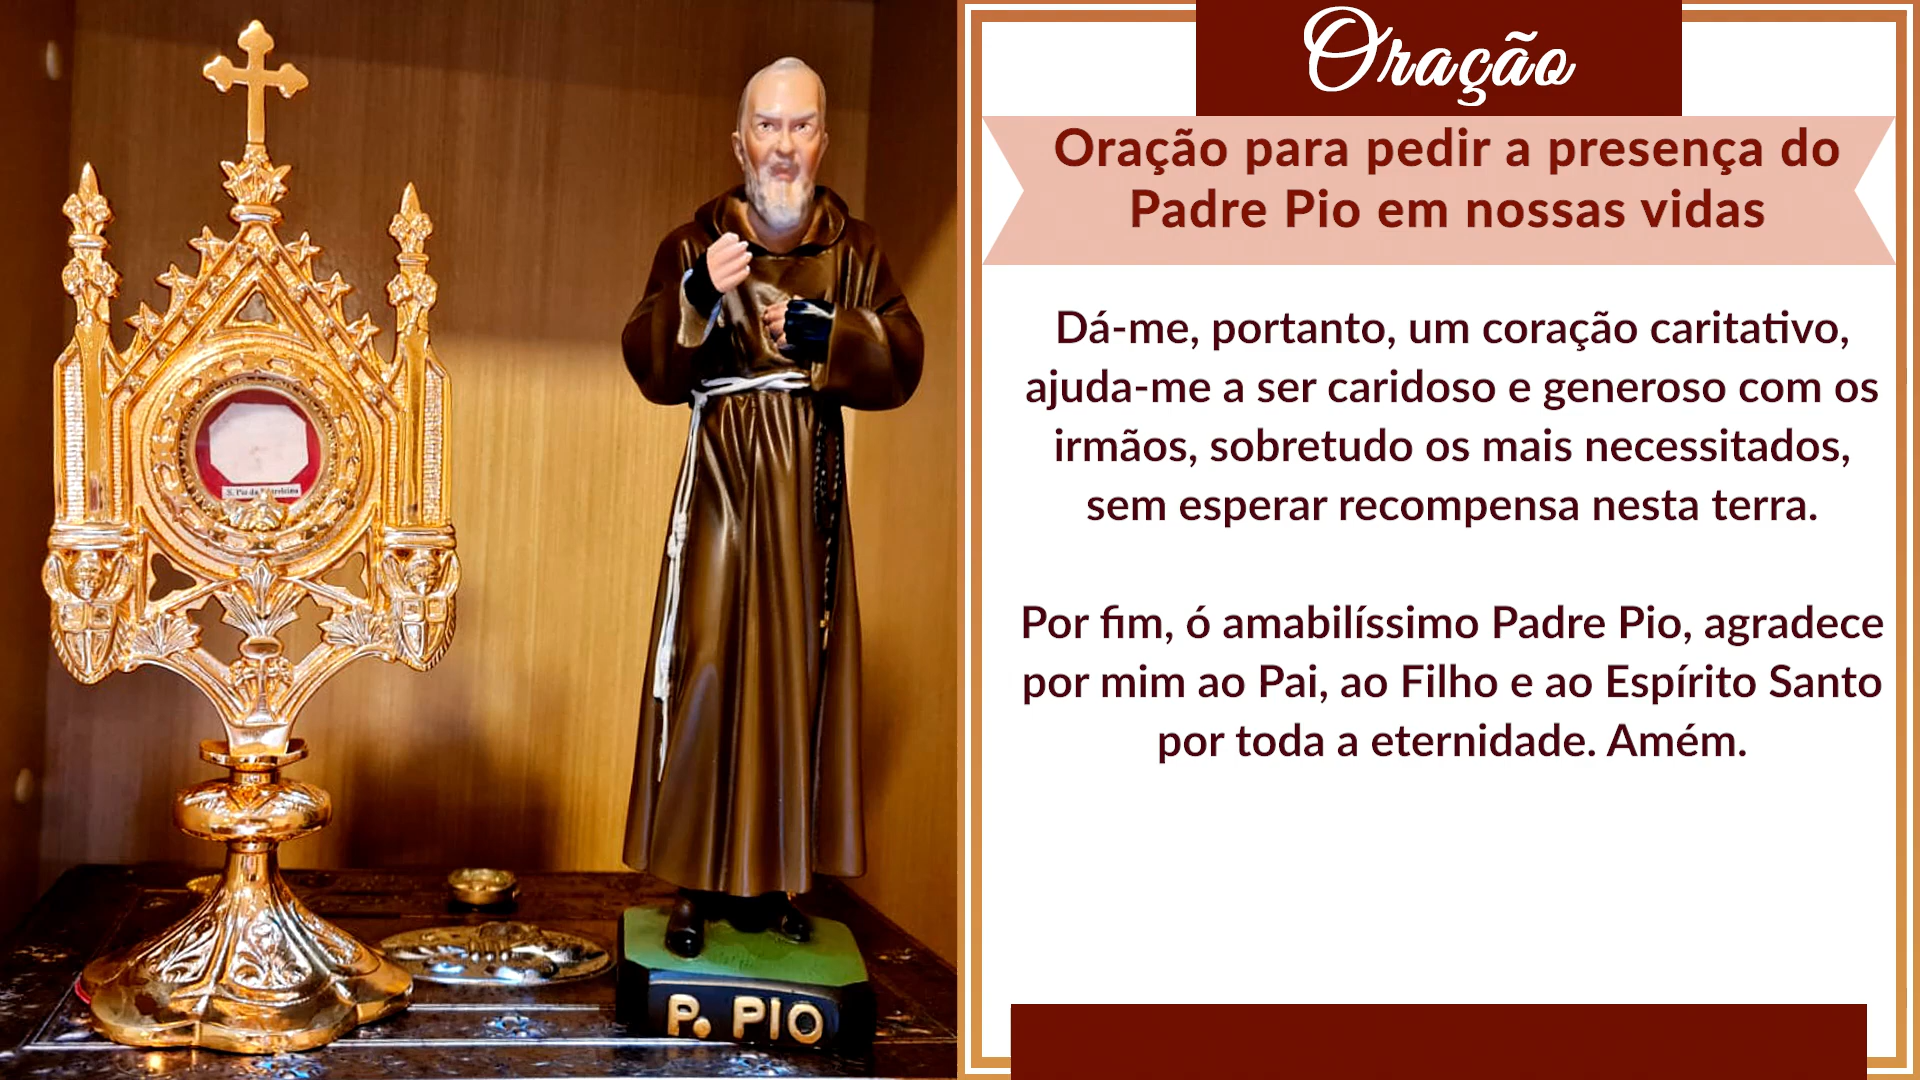 Oração
Oração para pedir a presença do
Padre Pio em nossas vidas
Dá-me, portanto, um coração caritativo,
ajuda-me a ser caridoso e generoso com os
irmãos, sobretudo os mais necessitados,
sem esperar recompensa nesta terra.
Por fim, ó amabilíssimo Padre Pio, agradece
por mim ao Pai, ao Filho e ao Espírito Santo
por toda a eternidade. Amém.
S. Pio da
P. PIO